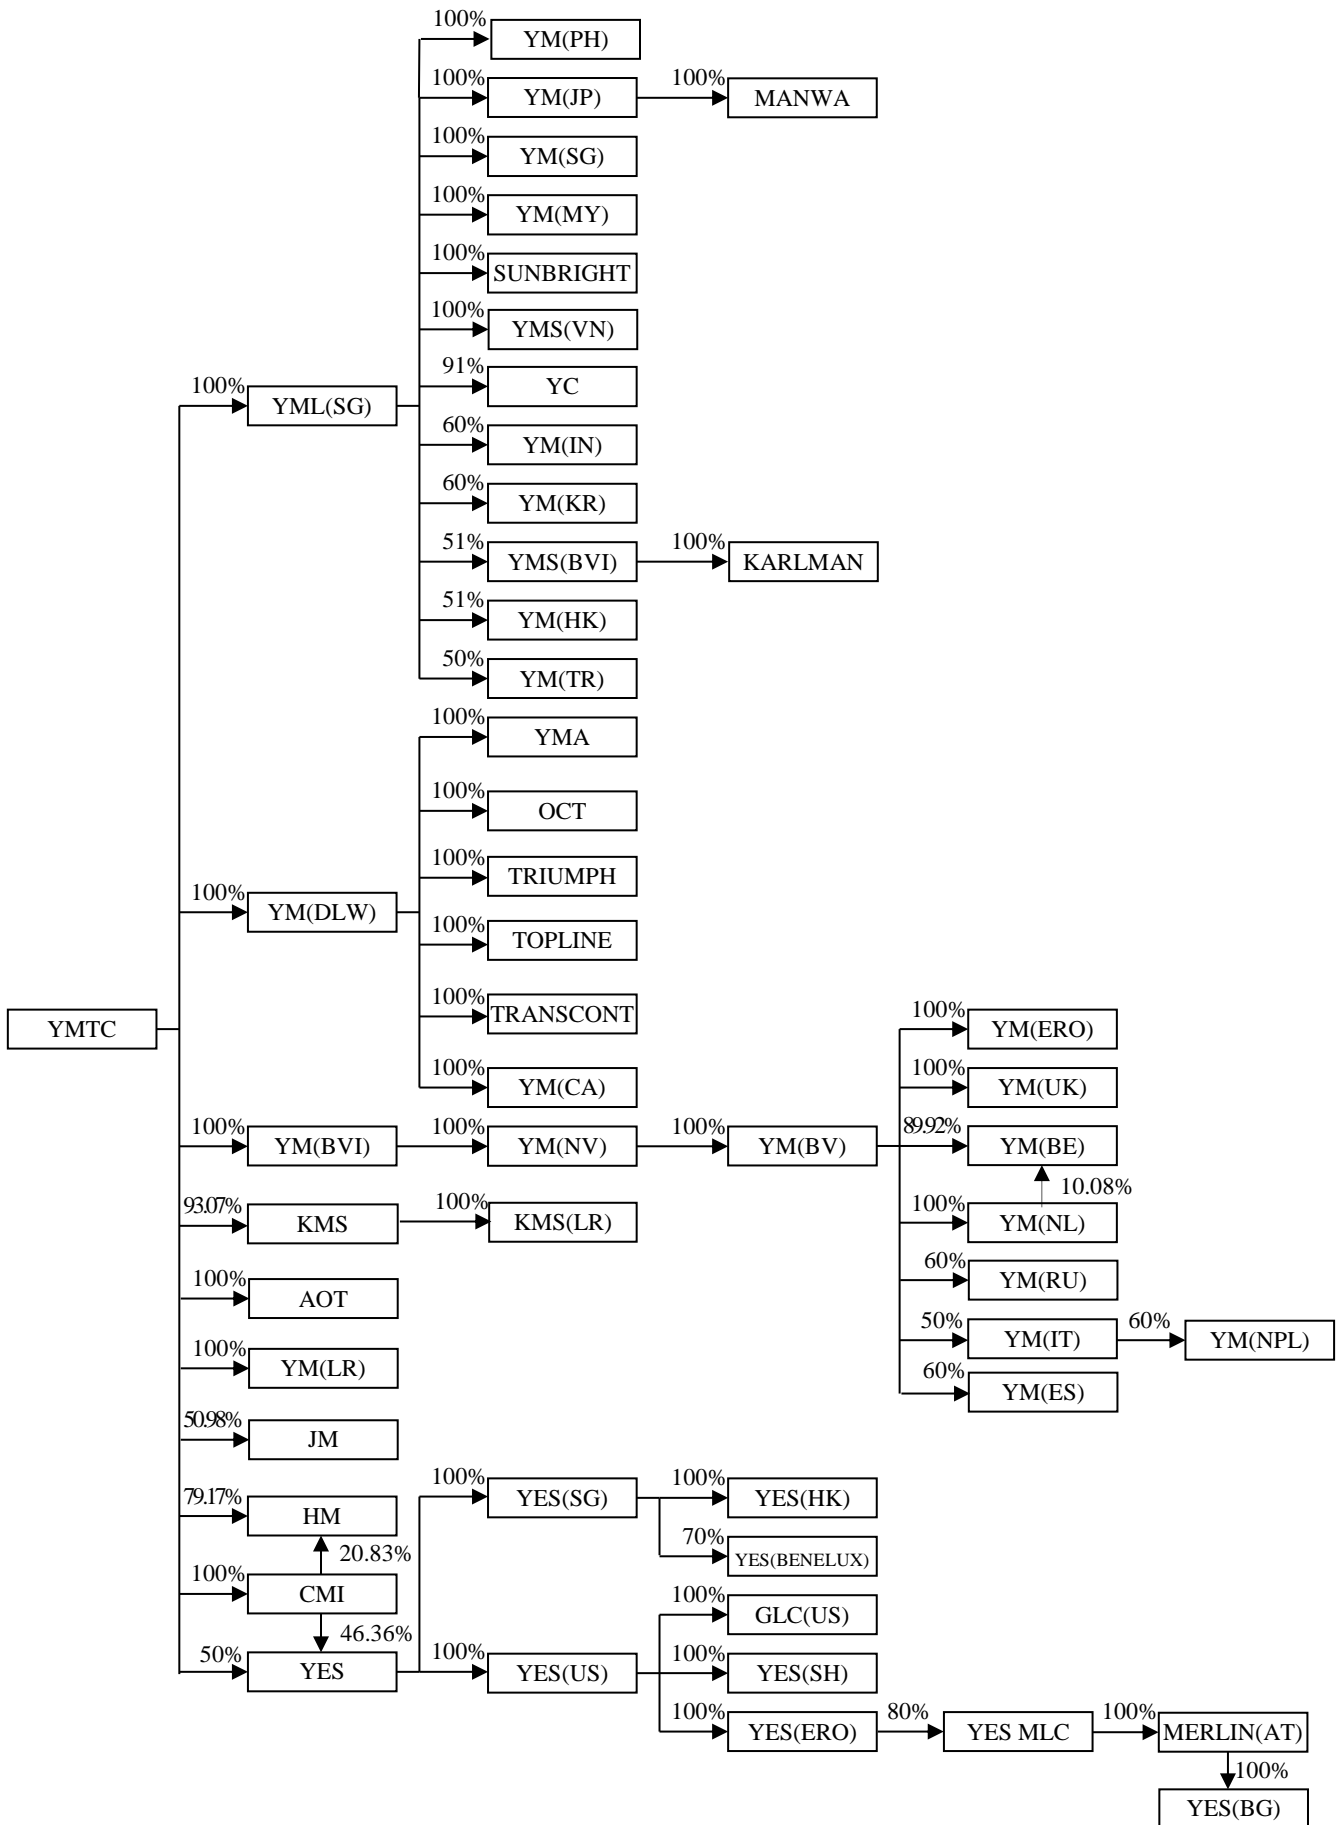 100%
YM(PH)
100% 100%
YM(JP) MANWA
100%
YM(SG)
100%
YM(MY)
100%
SUNBRIGHT
100%
YMS(VN)
91%
100% YC
YML(SG)
60%
YM(IN)
60%
YM(KR)
51% 100%
YMS(BVI) KARLMAN
51%
YM(HK)
50%
YM(TR)
100%
YMA
100%
OCT
100%
TRIUMPH
100%
YM(DLW)
100%
TOPLINE
100%
TRANSCONT
100%
YMTC YM(ERO)
100% 100%
YM(CA) YM(UK)
100% 100% 100% 89.92%
YM(BVI) YM(NV) YM(BV) YM(BE)
10.08%
93.07% 100% 100%
KMS KMS(LR) YM(NL)
60%
100% YM(RU)
AOT
50% 60%
YM(IT) YM(NPL)
100%
YM(LR)
60%
YM(ES)
50.98%
JM
100% 100%
YES(SG) YES(HK)
79.17%
HM
70%
20.83% YES(BENELUX)
100%
CMI
100%
GLC(US)
46.36%
50% 100% 100%
YES YES(US) YES(SH)
100% 80% 100%
YES(ERO) YES MLC MERLIN(AT)
100%
YES(BG)